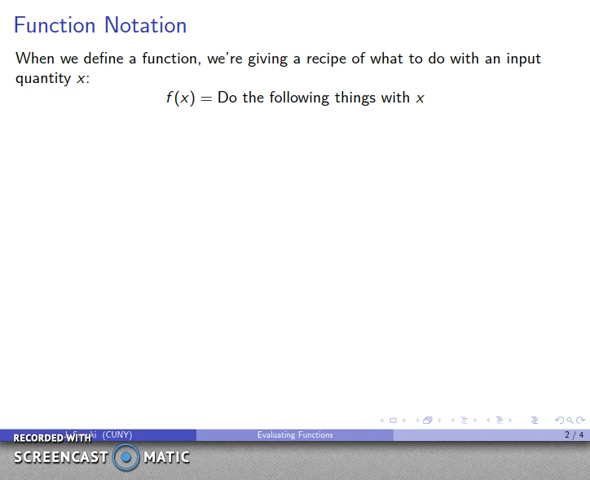 Function Notation
When we define a function, we're giving a recipe of what to do with an input
quantity x:
f(x) = Do the following things with x
(CUNY)
Evaluating Functions
2 / 4
RECORDED WITH
SCREENCAST MATIC